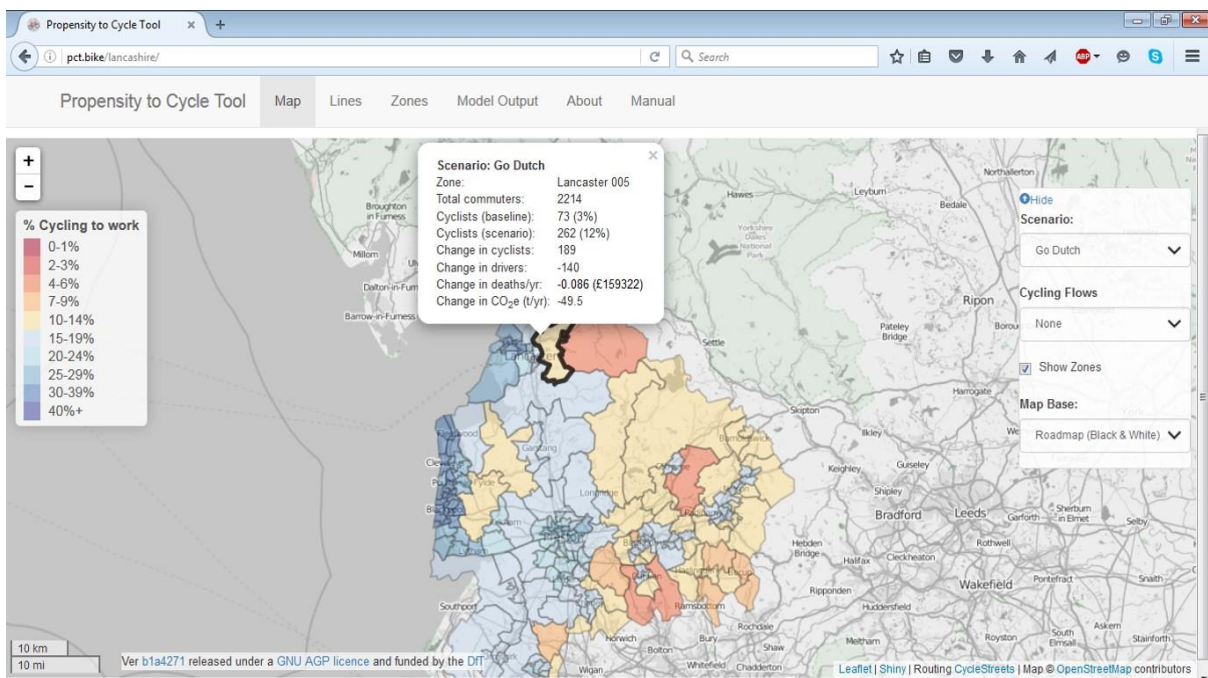 Propensity to Cycle Tool
pct.bike/lancashire/
Search
ABP
Propensity to Cycle Tool Map Lines Zones Model Output About Manual
+
−
% Cycling to work
0-1%
2-3%
4-6%
7-9%
10-14%
15-19%
20-24%
25-29%
30-39%
40%+
Scenario: Go Dutch
Zone: Lancaster 005
Total commuters: 2214
Cyclists (baseline): 73 (3%)
Cyclists (scenario): 262 (12%)
Change in cyclists: 189
Change in drivers: -140
Change in deaths/yr: -0.086 (£159322)
Change in CO2e (t/yr): -49.5
Hide
Scenario:
Go Dutch
Cycling Flows
None
Show Zones
Map Base:
Roadmap (Black & White)
Northallerton
Leyburn
Bedale
Hawes
Yorkshire
Dales
National
Park
Broughton
in Furness
Millom
Dalton-in-Furn
Barrow-in-Furness
Ripon
Pateley
Bridge
Settle
Harrogate
Skipton
Ilkley
Garstang
Longridge
Keighley
Guiseley
Shipley
Bradford
Leeds
Garforth
Sherburn
in Elmet
Selby
Hebden
Bridge
Halifax
Cleckheaton
Rothwell
Wakefield
Pontefract
Snaith
Ripponden
Huddersfield
Southport
Ramsbottom
Rochdale
Meltham
Royston
South
Elmsall
Askern
Stainforth
Horwich
Bury
Bolton
Shaw
Wigan
Whitefield
Chadderton
10 km
10 mi
Ver b1a4271 released under a GNU AGP licence and funded by the DfT
Leaflet | Shiny | Routing CycleStreets | Map © OpenStreetMap contributors